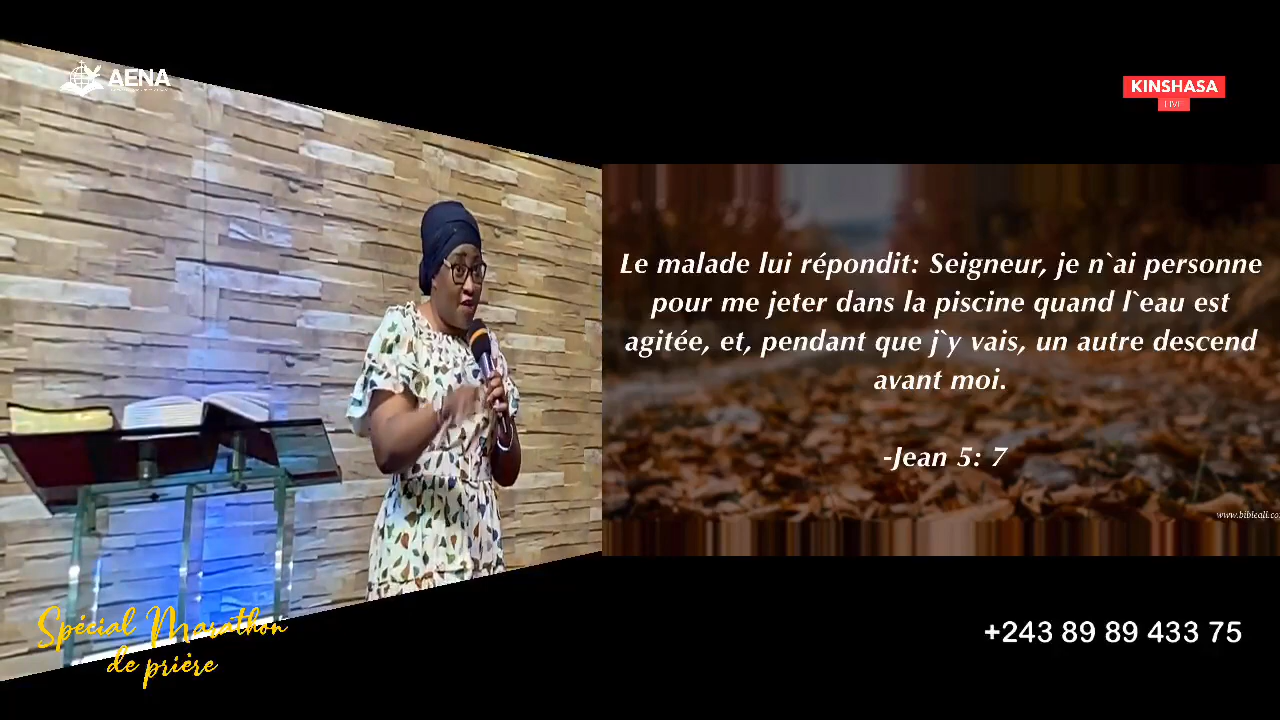 AENA
KINSHASA
LIVE
Le malade lui répondit: Seigneur, je n`ai personne
pour me jeter dans la piscine quand l`eau est
agitée, et, pendant que j`y vais, un autre descend
avant moi.
-Jean 5: 7
Spécial Marathon
de prière
+243 89 89 433 75